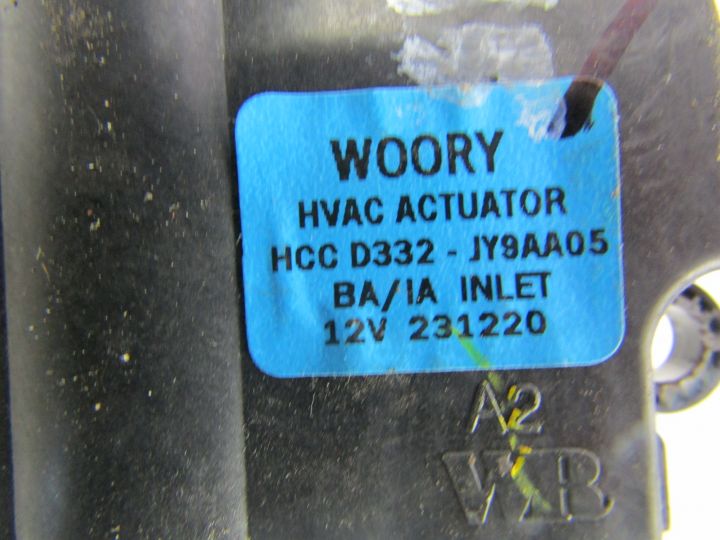 WOORY
HVAC ACTUATOR
HCC D332 - JY9AA05
BA/IA INLET
12V 231220
A2
WB